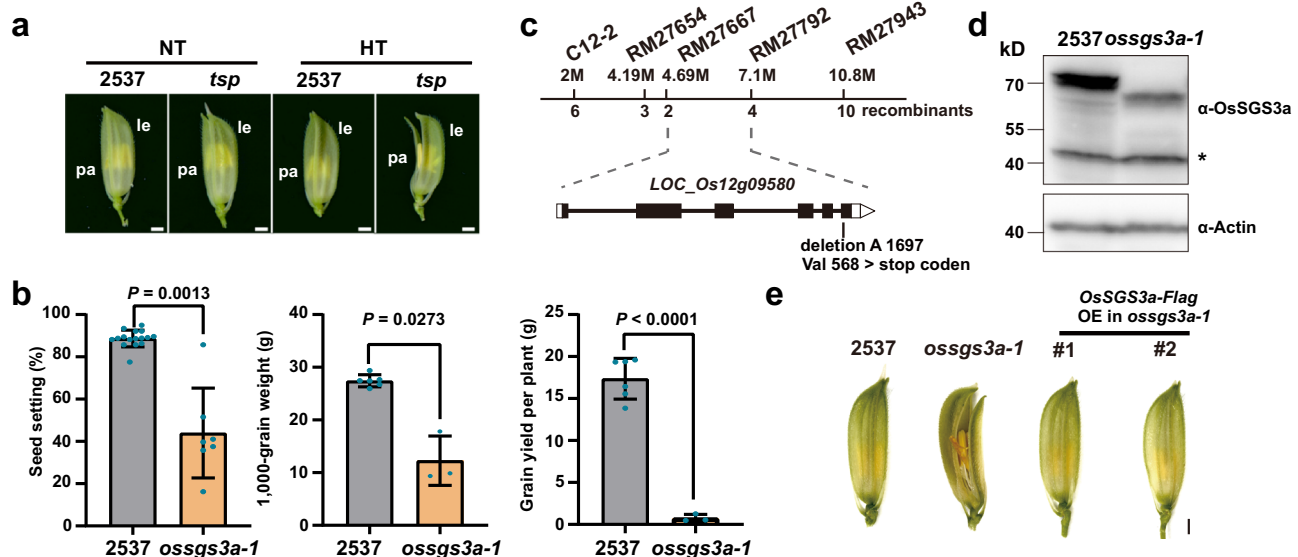 a
NT
HT
2537
tsp
2537
tsp
le
pa
le
le
pa
le
b
P = 0.0013
Seed setting (%)
100
80
60
40
20
0
2537
ossgs3a-1
P = 0.0273
1,000-grain weight (g)
40
30
20
10
0
2537
ossgs3a-1
P < 0.0001
Grain yield per plant (g)
25
20
15
10
5
0
2537
ossgs3a-1
c
C12-2
RM27654
RM27667
RM27792
RM27943
2M
4.19M
4.69M
7.1M
10.8M
6
3
2
4
10
recombinants
LOC_Os12g09580
deletion A 1697
Val 568 > stop coden
d
kD
2537
ossgs3a-1
70
55
40
α-OsSGS3a
*
40
α-Actin
e
OsSGS3a-Flag
OE in ossgs3a-1
2537
ossgs3a-1
#1
#2